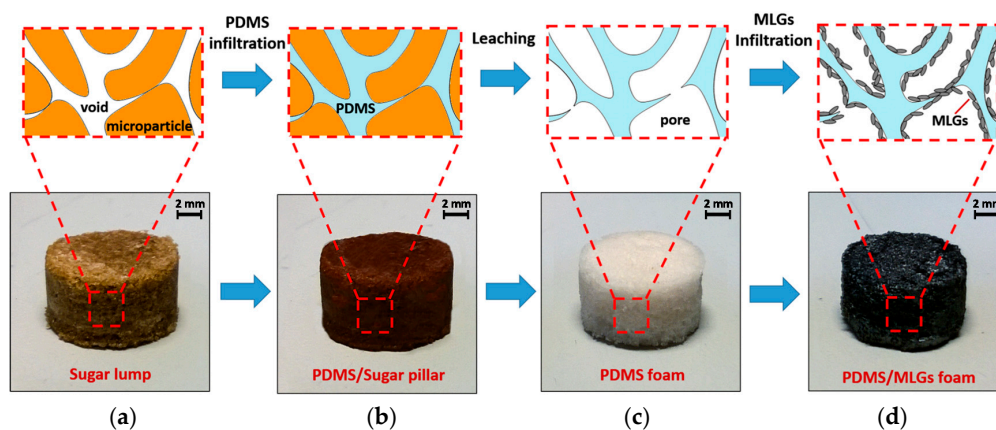 PDMS
infiltration
Leaching
MLGs
Infiltration
void
microparticle
PDMS
pore
MLGs
2 mm
2 mm
2 mm
2 mm
Sugar lump
PDMS/Sugar pillar
PDMS foam
PDMS/MLGs foam
(a)
(b)
(c)
(d)